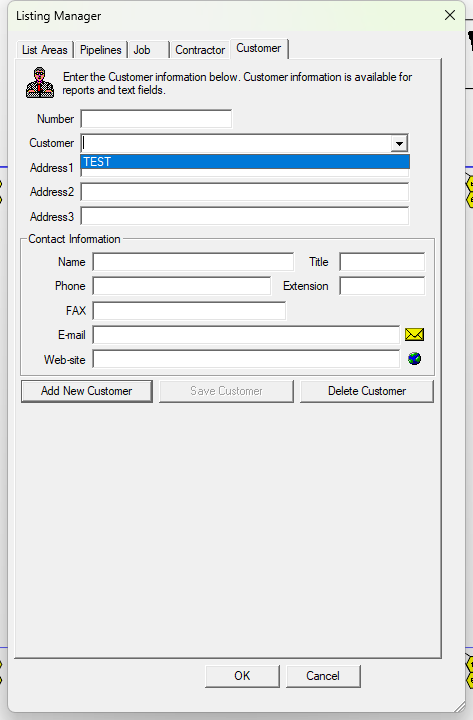 Listing Manager
List Areas Pipelines Job Contractor Customer
Enter the Customer information below. Customer information is available for
reports and text fields.
Number
Customer
TEST
Address1
Address2
Address3
Contact Information
Name Title
Phone Extension
FAX
E-mail
Web-site
Add New Customer Save Customer Delete Customer
OK Cancel